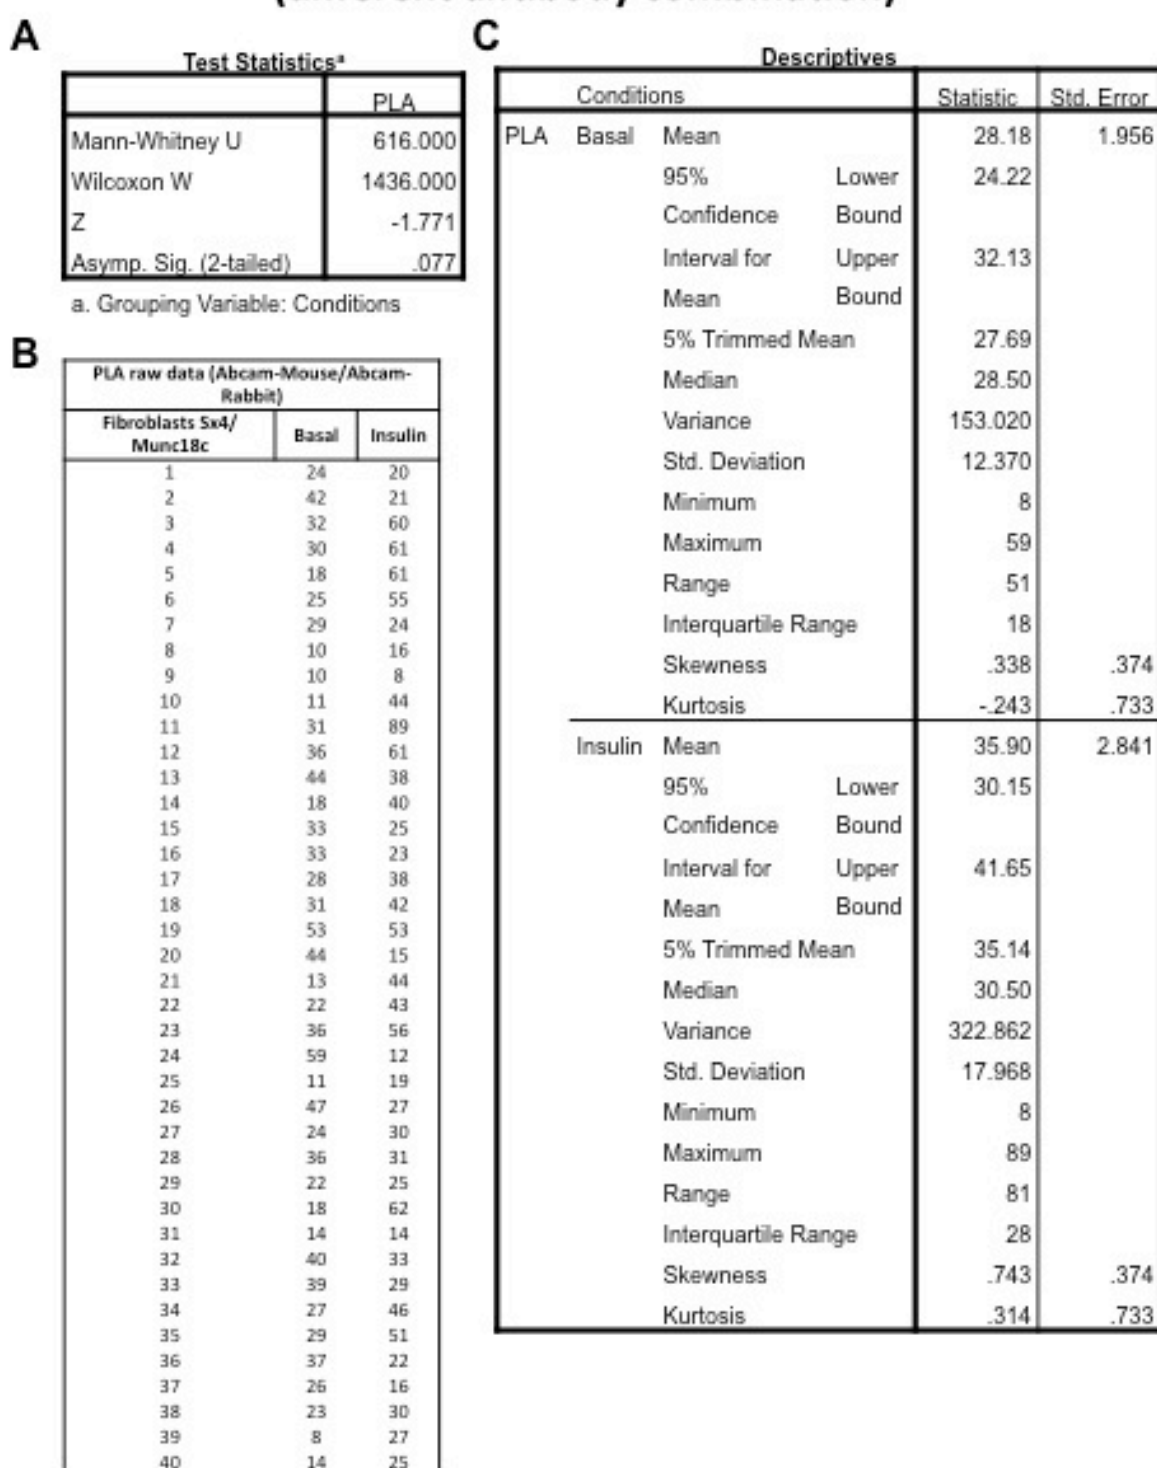 A
Test Statisticsª
PLA
Mann-Whitney U 616.000
Wilcoxon W 1436.000
Z -1.771
Asymp. Sig. (2-tailed) .077
a. Grouping Variable: Conditions
B
PLA raw data (Abcam-Mouse/Abcam-
Rabbit)
Fibroblasts Sx4/
Munc18c Basal Insulin
1 24 20
2 42 21
3 32 60
4 30 61
5 18 61
6 25 55
7 29 24
8 10 16
9 10 8
10 11 44
11 31 89
12 36 61
13 44 38
14 18 40
15 33 25
16 33 23
17 28 38
18 31 42
19 53 53
20 44 15
21 13 44
22 22 43
23 36 56
24 59 12
25 11 19
26 47 27
27 24 30
28 36 31
29 22 25
30 18 62
31 14 14
32 40 33
33 39 29
34 27 46
35 29 51
36 37 22
37 26 16
38 23 30
39 8 27
40 14 25
C
Descriptives
Conditions Statistic Std. Error
PLA Basal Mean 28.18 1.956
95% Lower 24.22
Confidence Bound
Interval for Upper 32.13
Mean Bound
5% Trimmed Mean 27.69
Median 28.50
Variance 153.020
Std. Deviation 12.370
Minimum 8
Maximum 59
Range 51
Interquartile Range 18
Skewness .338 .374
Kurtosis -.243 .733
Insulin Mean 35.90 2.841
95% Lower 30.15
Confidence Bound
Interval for Upper 41.65
Mean Bound
5% Trimmed Mean 35.14
Median 30.50
Variance 322.862
Std. Deviation 17.968
Minimum 8
Maximum 89
Range 81
Interquartile Range 28
Skewness .743 .374
Kurtosis .314 .733